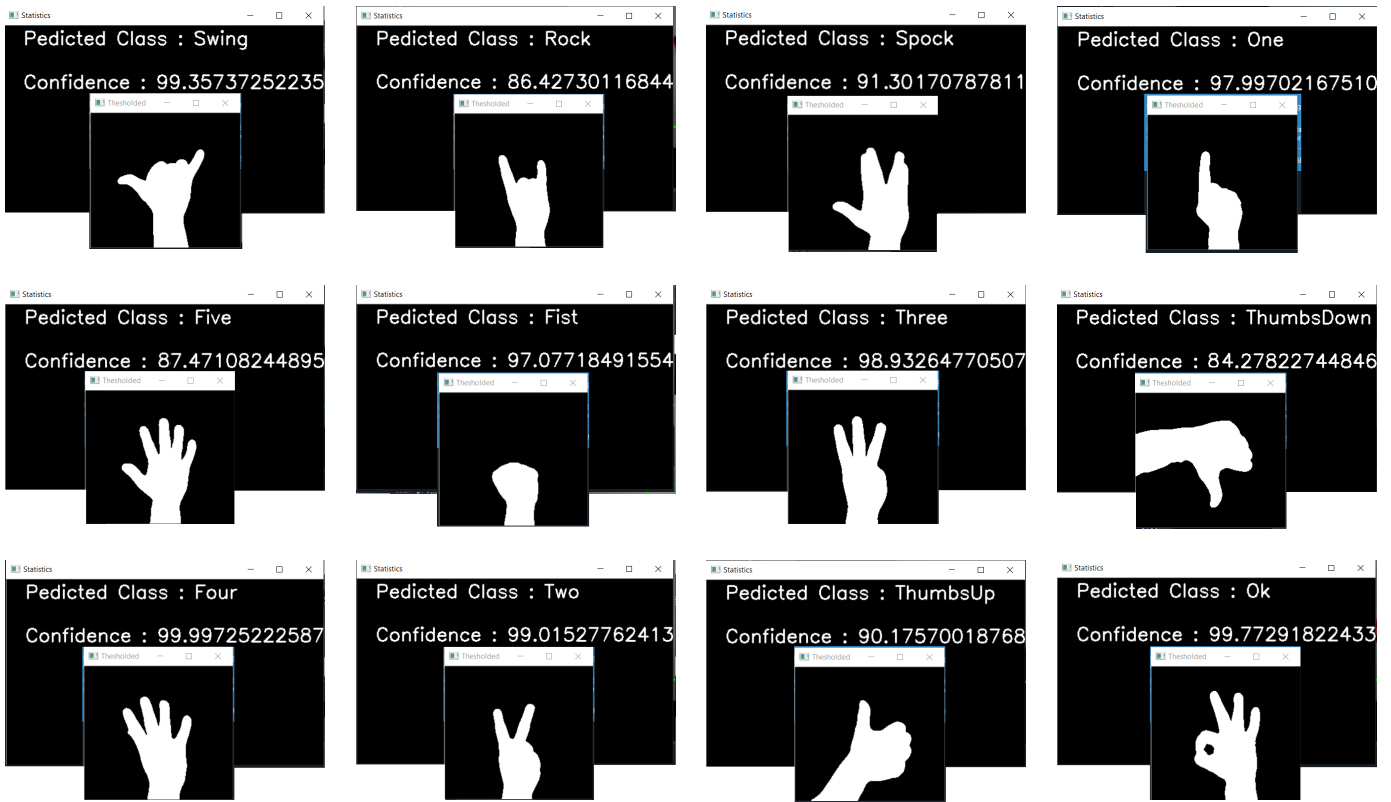 Statistics
Pedicted Class : Swing
Confidence : 99.35737252235
Thesholded
Statistics
Pedicted Class : Rock
Confidence : 86.42730116844
Thesholded
Statistics
Pedicted Class : Spock
Confidence : 91.30170787811
Thesholded
Statistics
Pedicted Class : One
Confidence : 97.99702167510
Thesholded
Statistics
Pedicted Class : Five
Confidence : 87.47108244895
Thesholded
Statistics
Pedicted Class : Fist
Confidence : 97.07718491554
Thesholded
Statistics
Pedicted Class : Three
Confidence : 98.93264770507
Thesholded
Statistics
Pedicted Class : ThumbsDown
Confidence : 84.27822744846
Thesholded
Statistics
Pedicted Class : Four
Confidence : 99.99725222587
Thesholded
Statistics
Pedicted Class : Two
Confidence : 99.01527762413
Thesholded
Statistics
Pedicted Class : ThumbsUp
Confidence : 90.17570018768
Thesholded
Statistics
Pedicted Class : Ok
Confidence : 99.77291822433
Thesholded